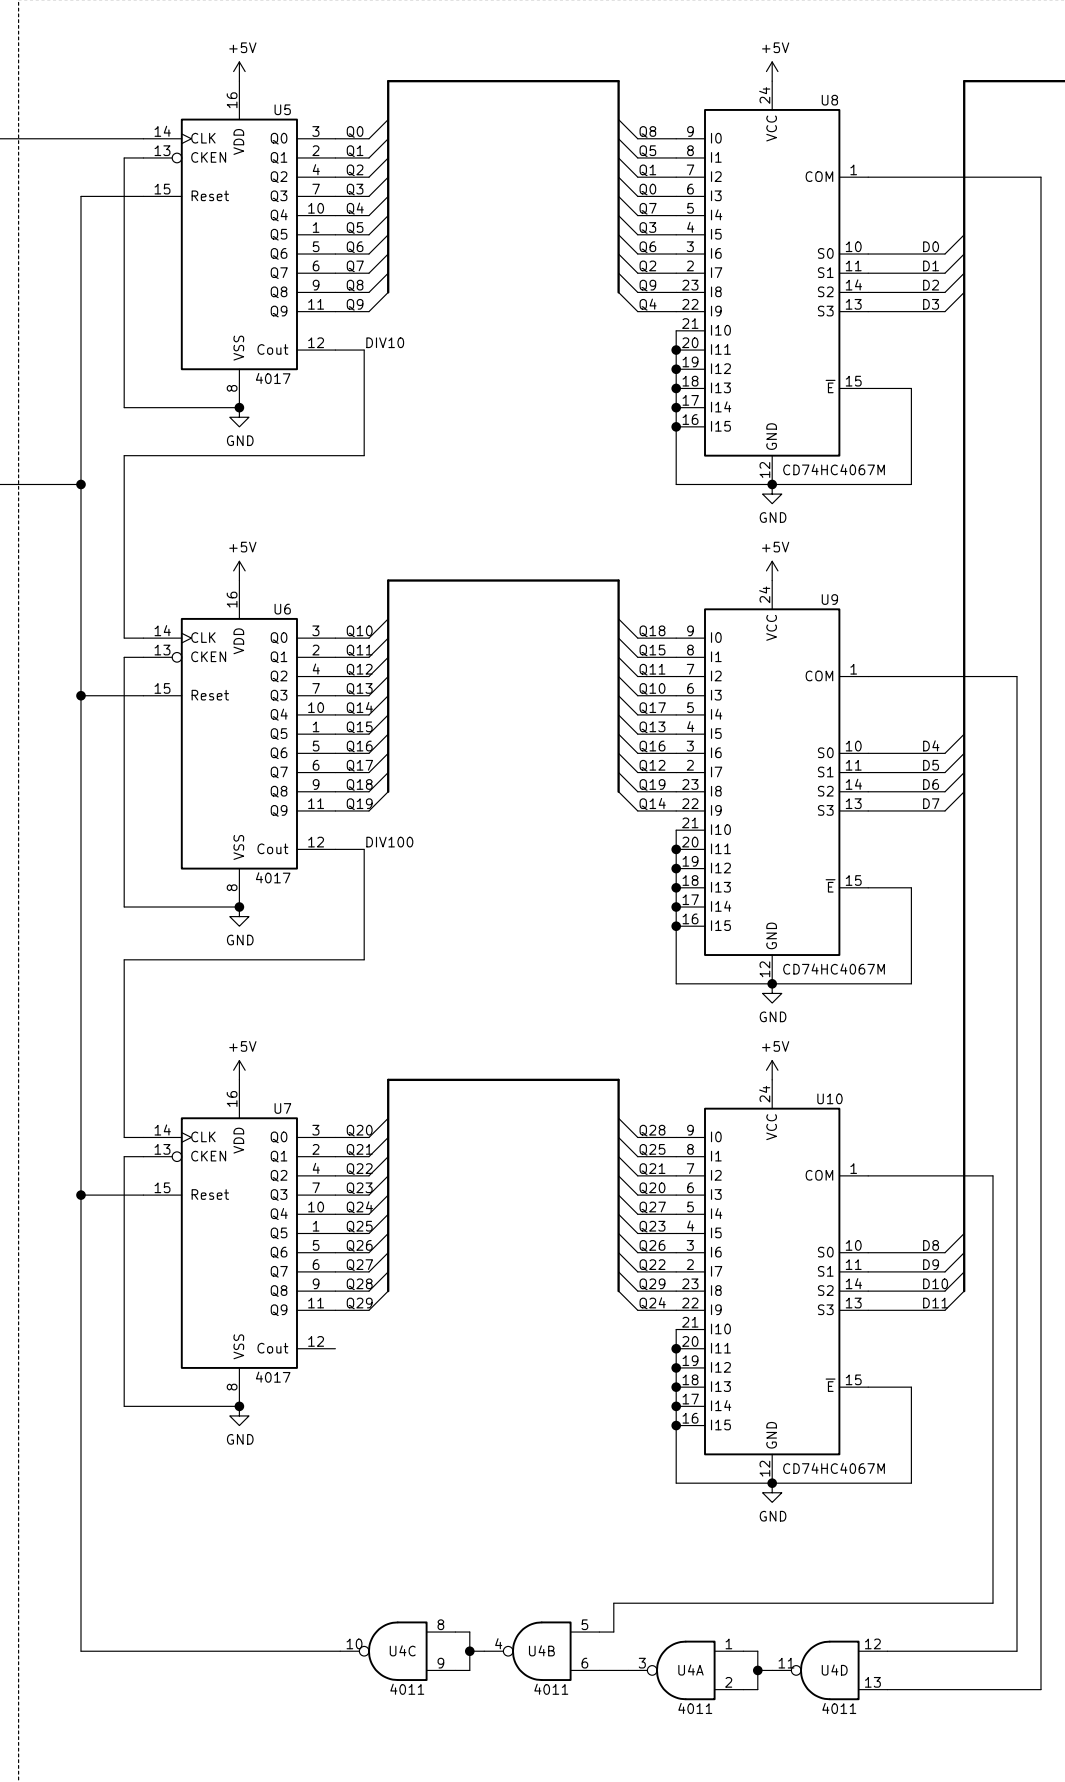 +5V
16
U5
14 CLK VDD Q0 3 Q0
13 CKEN Q1 2 Q1
Q2 4 Q2
15 Reset Q3 7 Q3
Q4 10 Q4
Q5 1 Q5
Q6 5 Q6
Q7 6 Q7
Q8 9 Q8
Q9 11 Q9
VSS Cout 12 DIV10
8 4017
GND
+5V
24
U8
Q8 9 I0 VCC
Q5 8 I1
Q1 7 I2 COM 1
Q0 6 I3
Q7 5 I4
Q3 4 I5
Q6 3 I6 S0 10 D0
Q2 2 I7 S1 11 D1
Q9 23 I8 S2 14 D2
Q4 22 I9 S3 13 D3
21 I10
20 I11
19 I12
18 I13 E 15
17 I14
16 I15 GND
12 CD74HC4067M
GND
+5V
16
U6
14 CLK VDD Q0 3 Q10
13 CKEN Q1 2 Q11
Q2 4 Q12
15 Reset Q3 7 Q13
Q4 10 Q14
Q5 1 Q15
Q6 5 Q16
Q7 6 Q17
Q8 9 Q18
Q9 11 Q19
VSS Cout 12 DIV100
8 4017
GND
+5V
24
U9
Q18 9 I0 VCC
Q15 8 I1
Q11 7 I2 COM 1
Q10 6 I3
Q17 5 I4
Q13 4 I5
Q16 3 I6 S0 10 D4
Q12 2 I7 S1 11 D5
Q19 23 I8 S2 14 D6
Q14 22 I9 S3 13 D7
21 I10
20 I11
19 I12
18 I13 E 15
17 I14
16 I15 GND
12 CD74HC4067M
GND
+5V
16
U7
14 CLK VDD Q0 3 Q20
13 CKEN Q1 2 Q21
Q2 4 Q22
15 Reset Q3 7 Q23
Q4 10 Q24
Q5 1 Q25
Q6 5 Q26
Q7 6 Q27
Q8 9 Q28
Q9 11 Q29
VSS Cout 12
8 4017
GND
+5V
24
U10
Q28 9 I0 VCC
Q25 8 I1
Q21 7 I2 COM 1
Q20 6 I3
Q27 5 I4
Q23 4 I5
Q26 3 I6 S0 10 D8
Q22 2 I7 S1 11 D9
Q29 23 I8 S2 14 D10
Q24 22 I9 S3 13 D11
21 I10
20 I11
19 I12
18 I13 E 15
17 I14
16 I15 GND
12 CD74HC4067M
GND
10 U4C 8 9
4011
4 U4B 5 6
4011
3 U4A 1 2
4011
11 U4D 12 13
4011